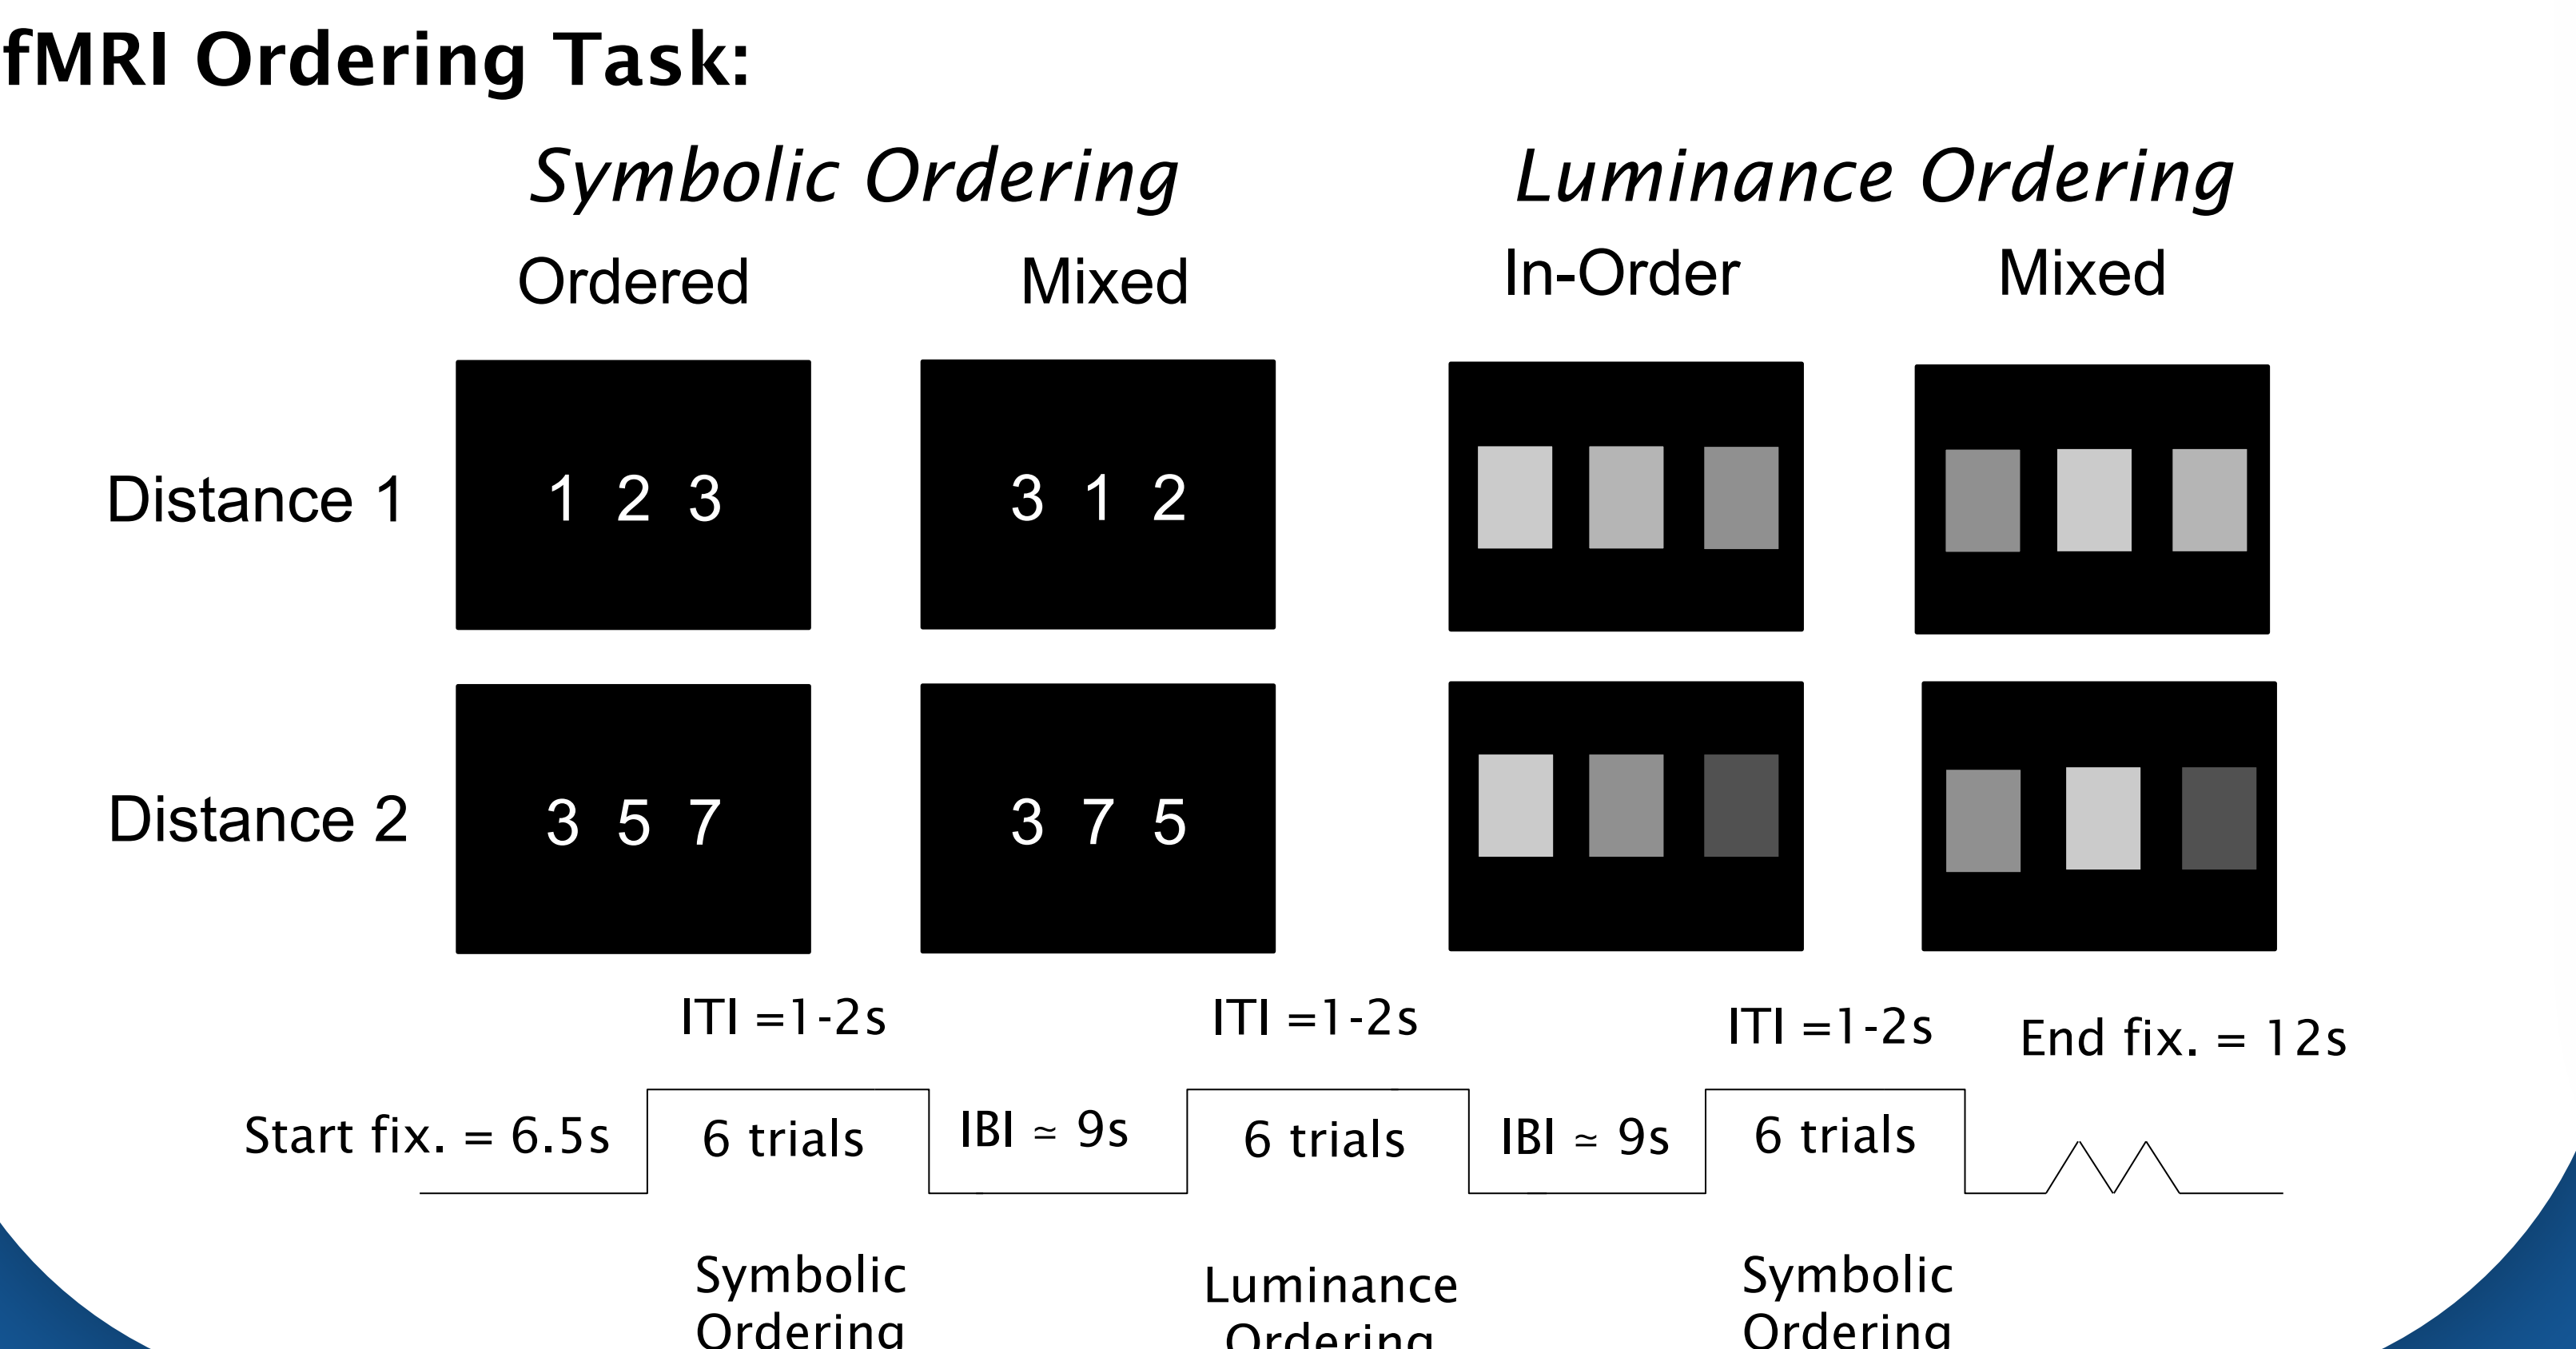 fMRI Ordering Task:
Symbolic Ordering
Luminance Ordering
Ordered
Mixed
In-Order
Mixed
Distance 1
1 2 3
3 1 2
Distance 2
3 5 7
3 7 5
ITI =1-2s
ITI =1-2s
ITI =1-2s
End fix. = 12s
Start fix. = 6.5s
6 trials
IBI ≃ 9s
6 trials
IBI ≃ 9s
6 trials
Symbolic
Ordering
Luminance
Ordering
Symbolic
Ordering